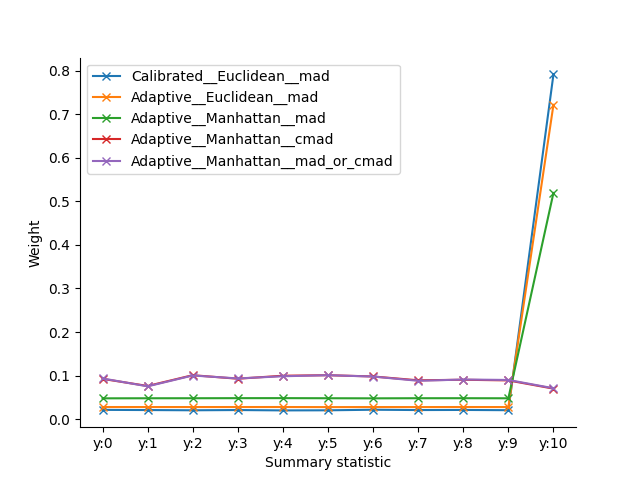 Calibrated__Euclidean__mad
Adaptive__Euclidean__mad
Adaptive__Manhattan__mad
Adaptive__Manhattan__cmad
Adaptive__Manhattan__mad_or_cmad
Weight
0.8
0.7
0.6
0.5
0.4
0.3
0.2
0.1
0.0
y:0 y:1 y:2 y:3 y:4 y:5 y:6 y:7 y:8 y:9 y:10
Summary statistic